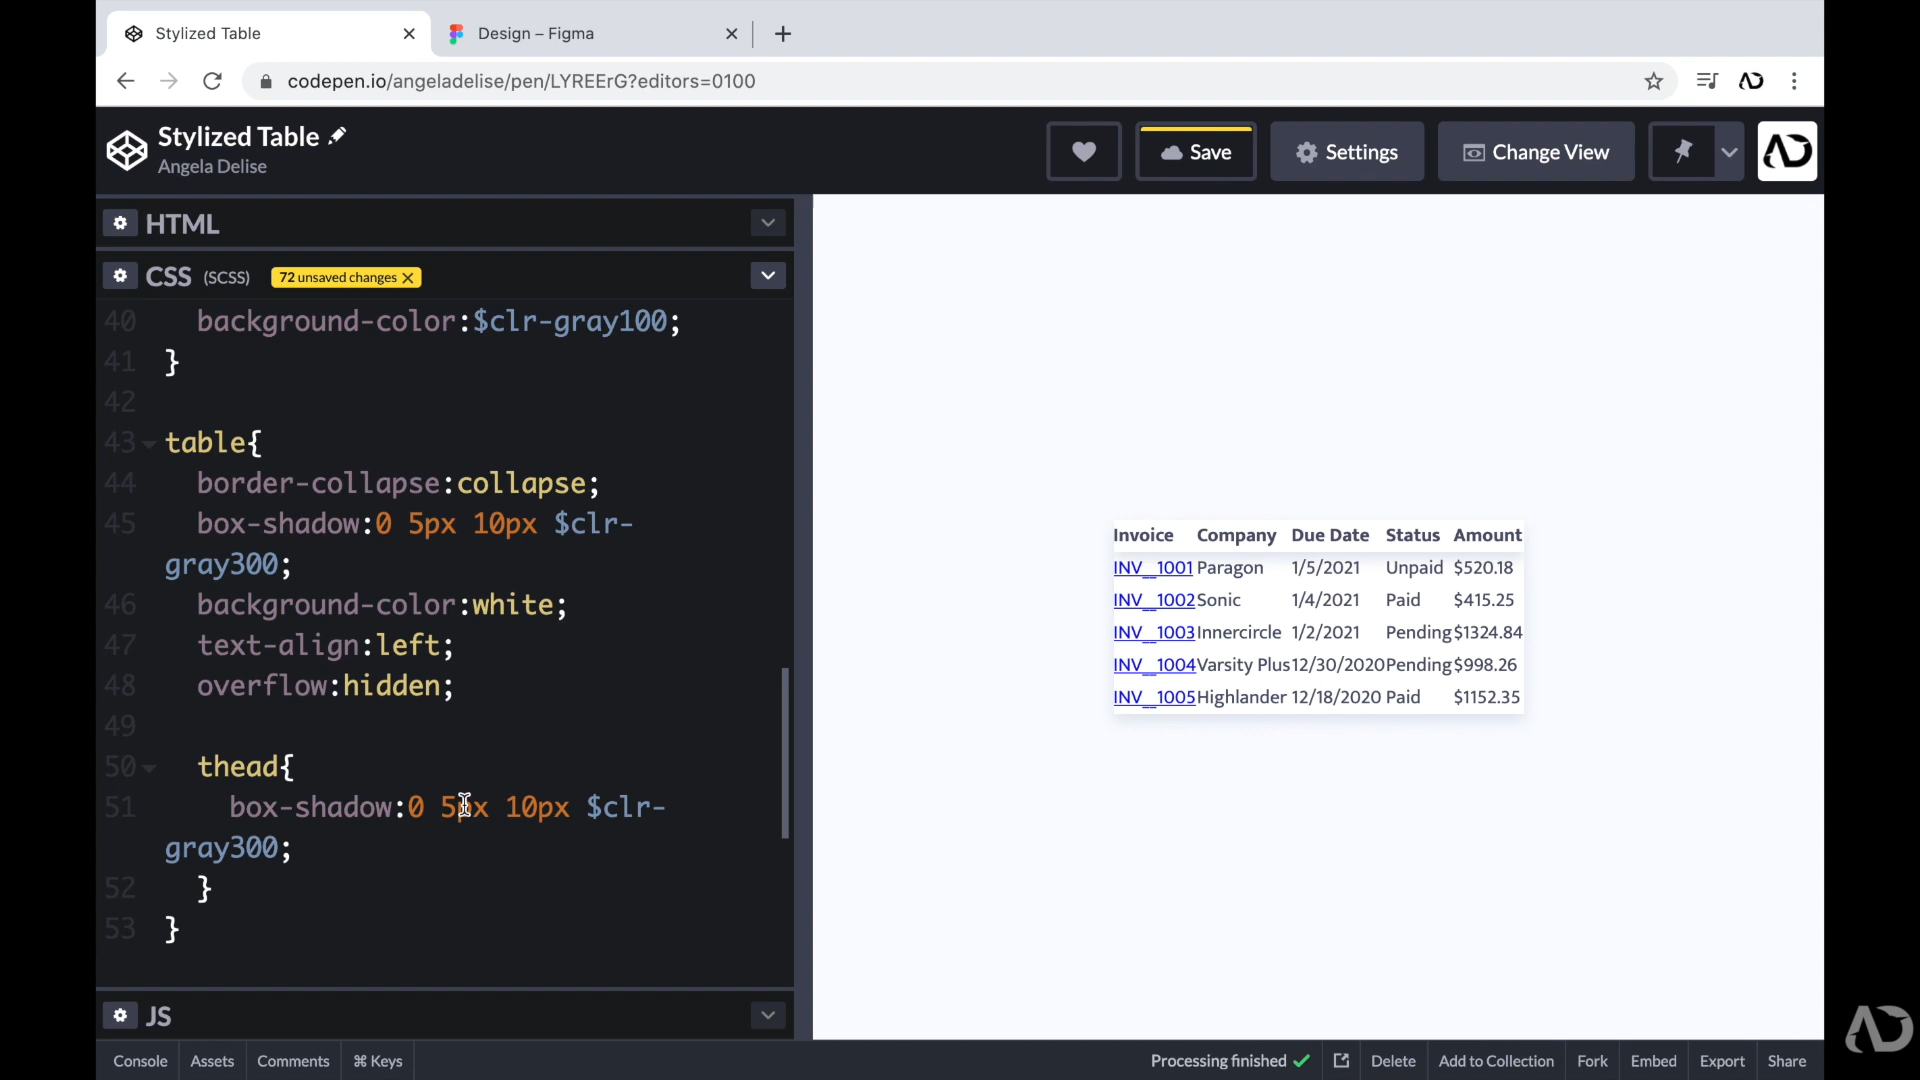 Stylized Table
Design – Figma
codepen.io/angeladelise/pen/LYREErG?editors=0100
Stylized Table
Angela Delise
Save
Settings
Change View
HTML
CSS (SCSS) 72 unsaved changes
40 background-color:$clr-gray100;
41 }
42
43 table{
44 border-collapse:collapse;
45 box-shadow:0 5px 10px $clr-
gray300;
46 background-color:white;
47 text-align:left;
48 overflow:hidden;
49
50 thead{
51 box-shadow:0 5px 10px $clr-
gray300;
52 }
53 }
JS
Invoice Company Due Date Status Amount
INV__1001 Paragon 1/5/2021 Unpaid $520.18
INV__1002 Sonic 1/4/2021 Paid $415.25
INV__1003 Innercircle 1/2/2021 Pending $1324.84
INV__1004 Varsity Plus 12/30/2020 Pending $998.26
INV__1005 Highlander 12/18/2020 Paid $1152.35
Console Assets Comments ⌘ Keys Processing finished Delete Add to Collection Fork Embed Export Share